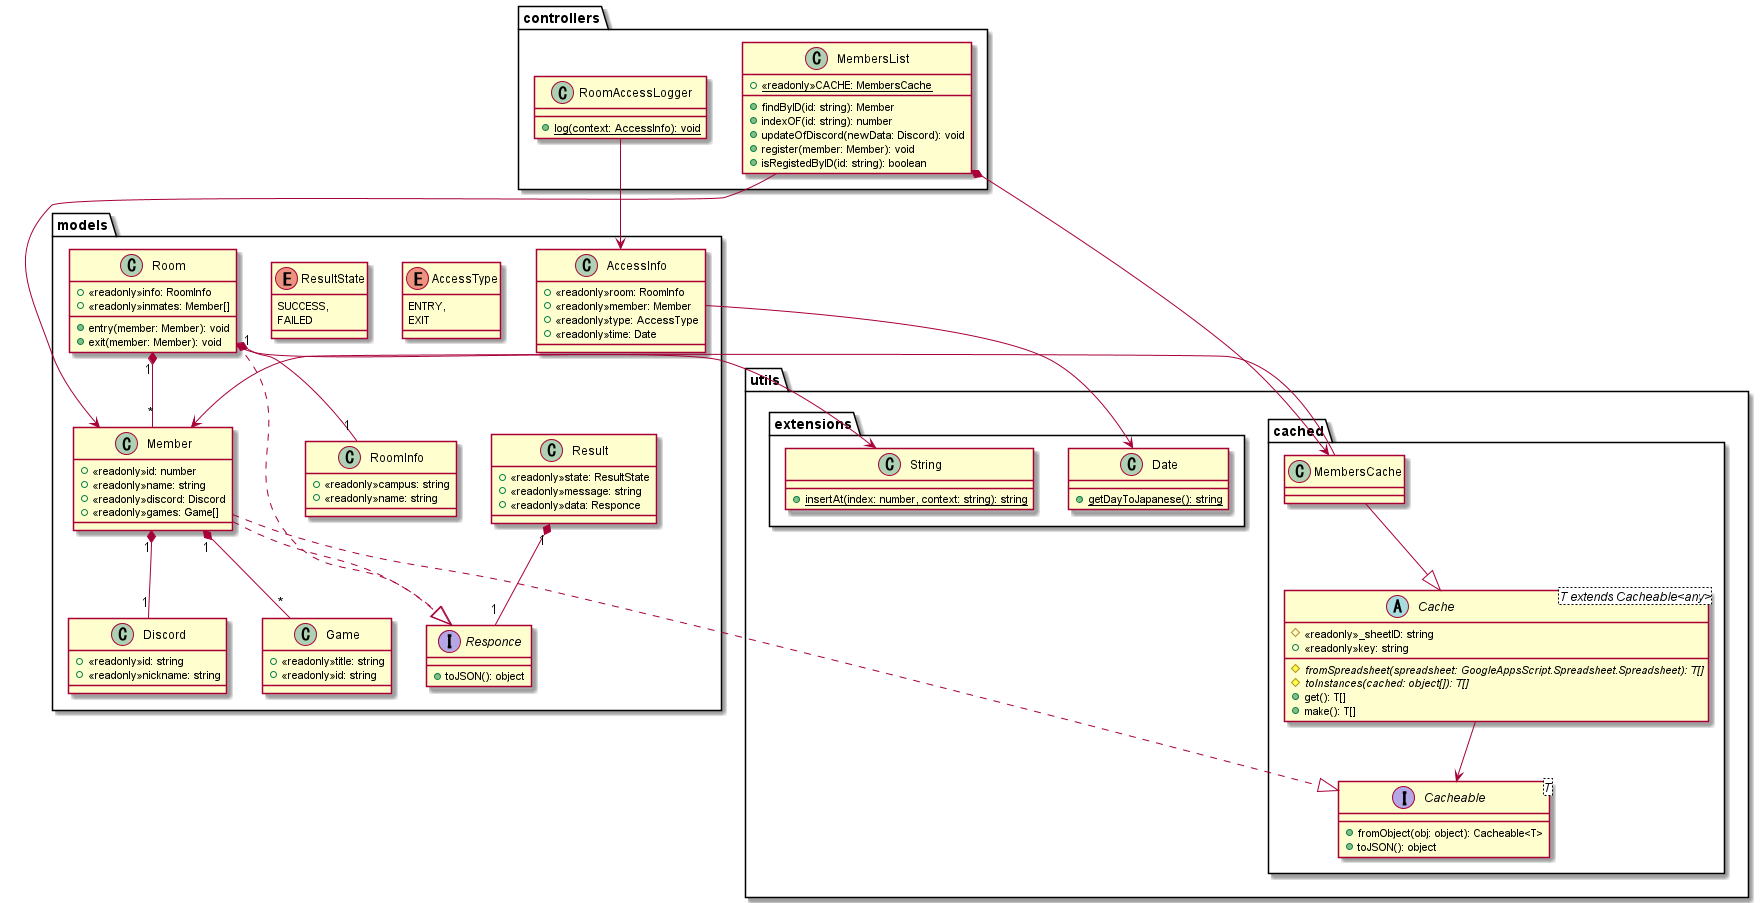 controllers
MembersList
«readonly»CACHE: MembersCache
findByID(id: string): Member
indexOF(id: string): number
updateOfDiscord(newData: Discord): void
register(member: Member): void
isRegistedByID(id: string): boolean
RoomAccessLogger
log(context: AccessInfo): void
models
Room
«readonly»info: RoomInfo
«readonly»inmates: Member[]
entry(member: Member): void
exit(member: Member): void
ResultState
SUCCESS,
FAILED
AccessType
ENTRY,
EXIT
AccessInfo
«readonly»room: RoomInfo
«readonly»member: Member
«readonly»type: AccessType
«readonly»time: Date
1
1
*
1
Member
«readonly»id: number
«readonly»name: string
«readonly»discord: Discord
«readonly»games: Game[]
RoomInfo
«readonly»campus: string
«readonly»name: string
Result
«readonly»state: ResultState
«readonly»message: string
«readonly»data: Responce
1
1
1
1
*
1
Discord
«readonly»id: string
«readonly»nickname: string
Game
«readonly»title: string
«readonly»id: string
Responce
toJSON(): object
utils
extensions
String
insertAt(index: number, context: string): string
Date
getDayToJapanese(): string
cached
MembersCache
Cache
T extends Cacheable<any>
«readonly»_sheetID: string
«readonly»key: string
fromSpreadsheet(spreadsheet: GoogleAppsScript.Spreadsheet.Spreadsheet): T[]
toInstances(cached: object[]): T[]
get(): T[]
make(): T[]
Cacheable
T
fromObject(obj: object): Cacheable<T>
toJSON(): object